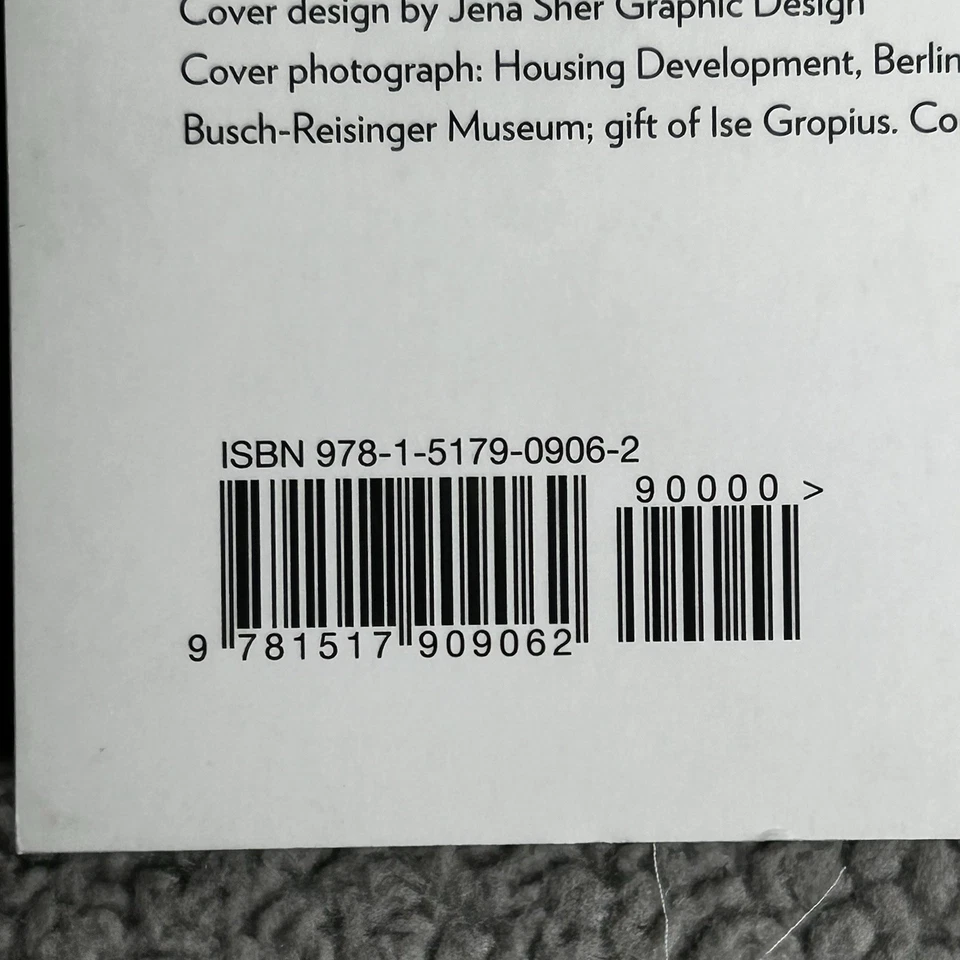 Cover design by Jena Sher Graphic Design
Cover photograph: Housing Development, Berlin
Busch-Reisinger Museum; gift of Ise Gropius. Co
ISBN 978-1-5179-0906-2
90000 >
9 781517 909062